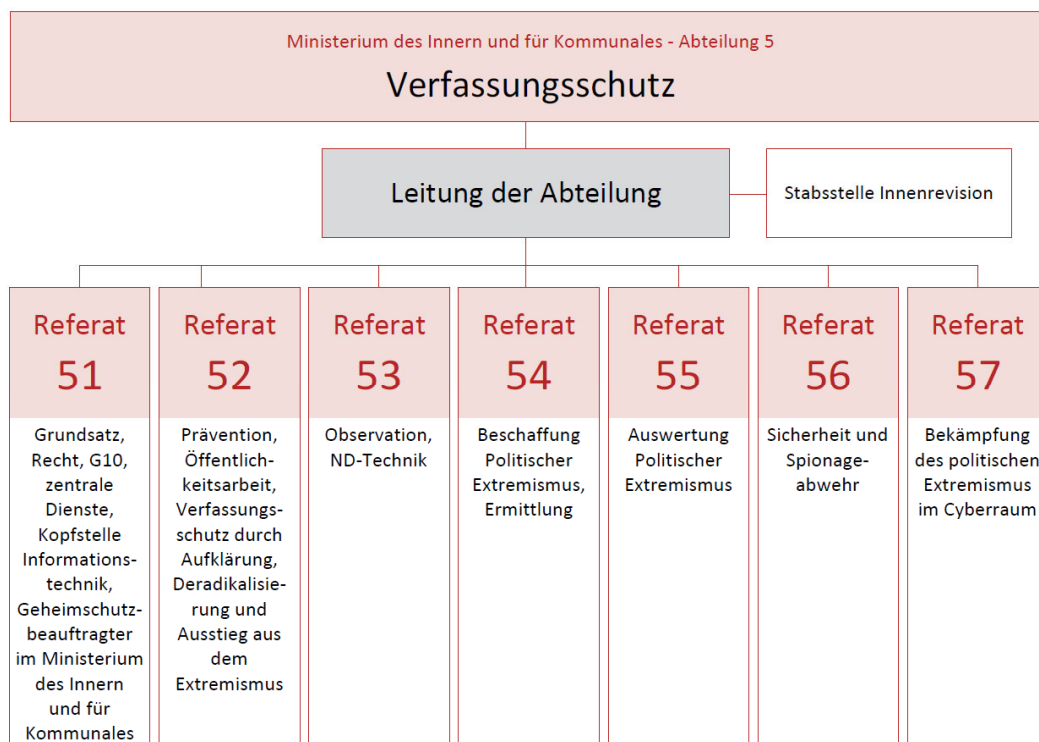 Ministerium des Innern und für Kommunales - Abteilung 5
Verfassungsschutz
Leitung der Abteilung
Stabsstelle Innenrevision
Referat
51
Grundsatz,
Recht, G10,
zentrale
Dienste,
Kopfstelle
Informations-
technik,
Geheimschutz-
beauftragter
im Ministerium
des Innern
und für
Kommunales
Referat
52
Prävention,
Öffentlich-
keitsarbeit,
Verfassungs-
schutz durch
Aufklärung,
Deradikalisie-
rung und
Ausstieg aus
dem
Extremismus
Referat
53
Observation,
ND-Technik
Referat
54
Beschaffung
Politischer
Extremismus,
Ermittlung
Referat
55
Auswertung
Politischer
Extremismus
Referat
56
Sicherheit und
Spionage-
abwehr
Referat
57
Bekämpfung
des politischen
Extremismus
im Cyberraum